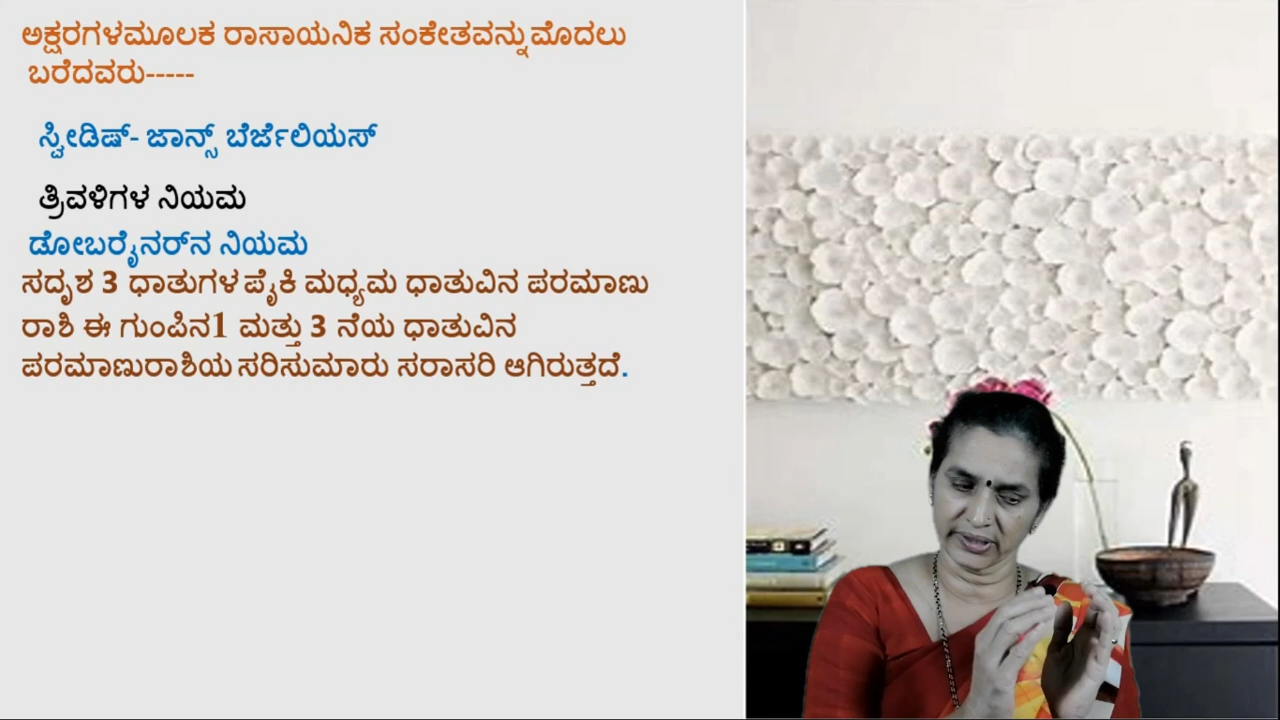 ಅಕ್ಷರಗಳಮೂಲಕ ರಾಸಾಯನಿಕ ಸಂಕೇತವನ್ನುಮೊದಲು
ಬರೆದವರು-----
ಸ್ವೀಡಿಷ್- ಜಾನ್ಸ್ ಬೆರ್ಜೆಲಿಯಸ್
ತ್ರಿವಳಿಗಳ ನಿಯಮ
ಡೋಬರೈನರ್‌ನ ನಿಯಮ
ಸದೃಶ 3 ಧಾತುಗಳ ಪೈಕಿ ಮಧ್ಯಮ ಧಾತುವಿನ ಪರಮಾಣು
ರಾಶಿ ಈ ಗುಂಪಿನ1 ಮತ್ತು 3 ನೆಯ ಧಾತುವಿನ
ಪರಮಾಣುರಾಶಿಯ ಸರಿಸುಮಾರು ಸರಾಸರಿ ಆಗಿರುತ್ತದೆ.